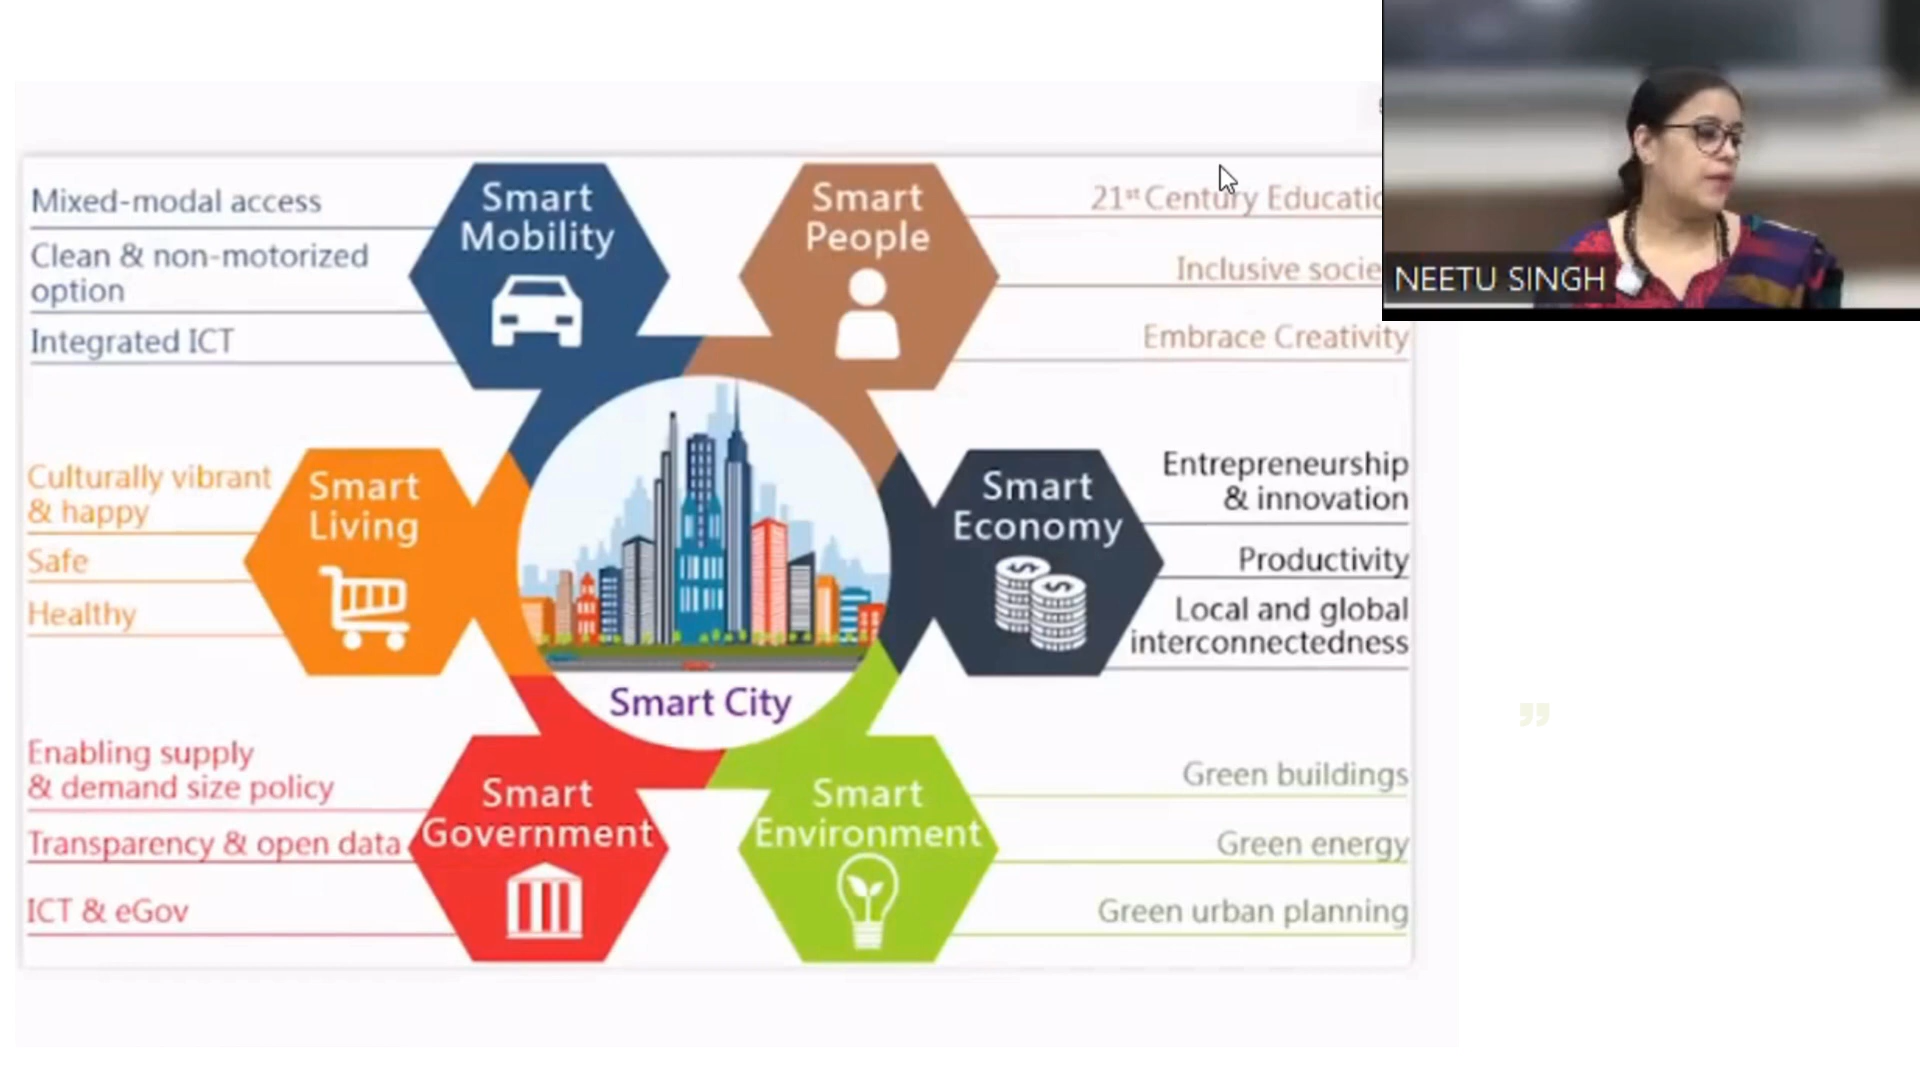 Mixed-modal access
Clean & non-motorized
option
Integrated ICT
Smart
Mobility
Smart
People
21st Century Educatio
Inclusive socie
Embrace Creativity
NEETU SINGH
Culturally vibrant
& happy
Safe
Healthy
Smart
Living
Smart City
Smart
Economy
Entrepreneurship
& innovation
Productivity
Local and global
interconnectedness
Enabling supply
& demand size policy
Transparency & open data
ICT & eGov
Smart
Government
Smart
Environment
Green buildings
Green energy
Green urban planning